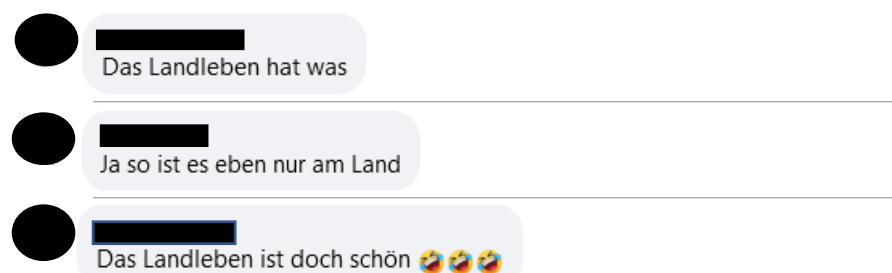 Das Landleben hat was
Ja so ist es eben nur am Land
Das Landleben ist doch schön 🤣🤣🤣